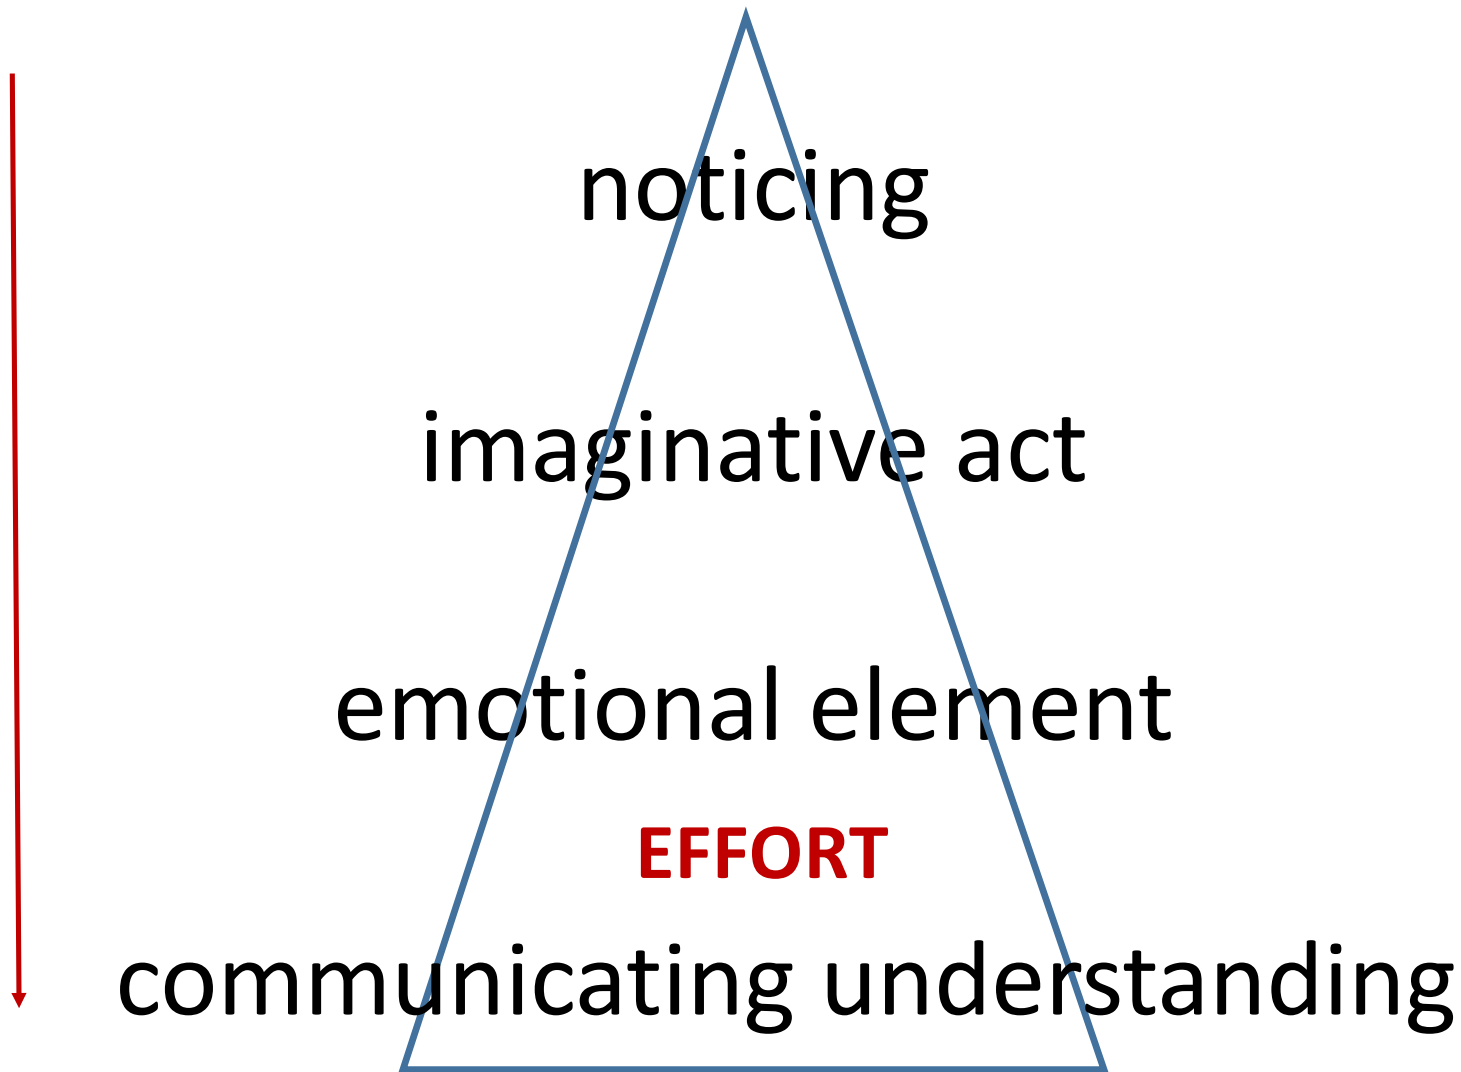 noticing
imaginative act
emotional element
EFFORT
communicating understanding